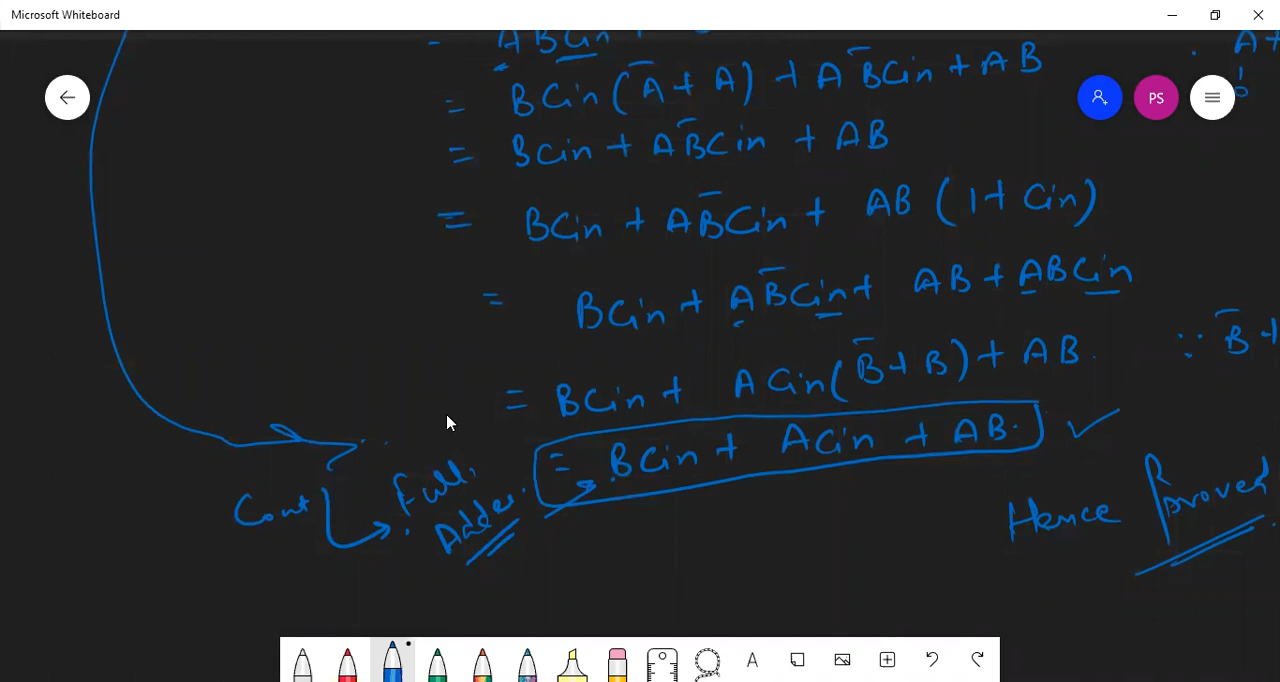 Microsoft Whiteboard
= ABCin +
= BCin(A̅ + A) + AB̅Cin + AB
= BCin + AB̅Cin + AB
= BCin + AB̅Cin + AB (1 + Cin)
= BCin + AB̅Cin + AB + ABCin
= BCin + ACin(B̅ + B) + AB.
∵ B̅ +
= BCin + ACin + AB. ✓
Cout
Full
Adder.
Hence Proved
A +
PS
A